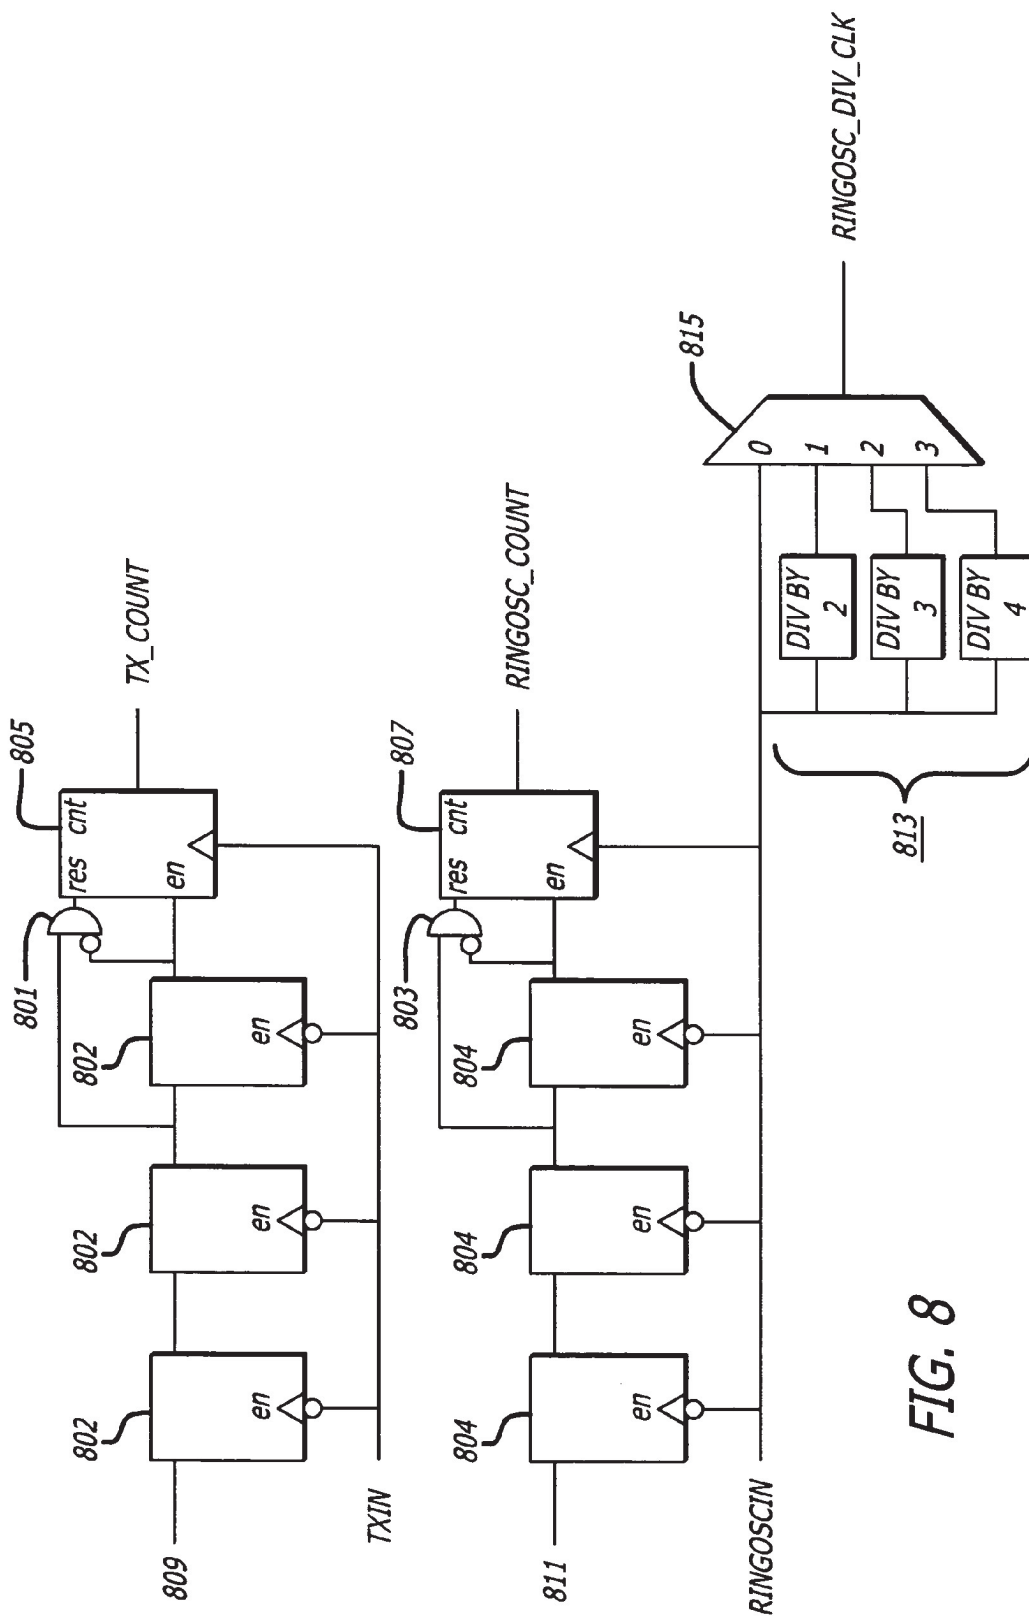 801
805
res cnt
en
TX_COUNT
802
802
802
en
en
en
809
TXIN
803
807
res cnt
en
RINGOSC_COUNT
804
804
804
en
en
en
811
RINGOSCIN
815
0
1
2
3
RINGOSC_DIV_CLK
DIV BY
2
DIV BY
3
DIV BY
4
813
FIG. 8